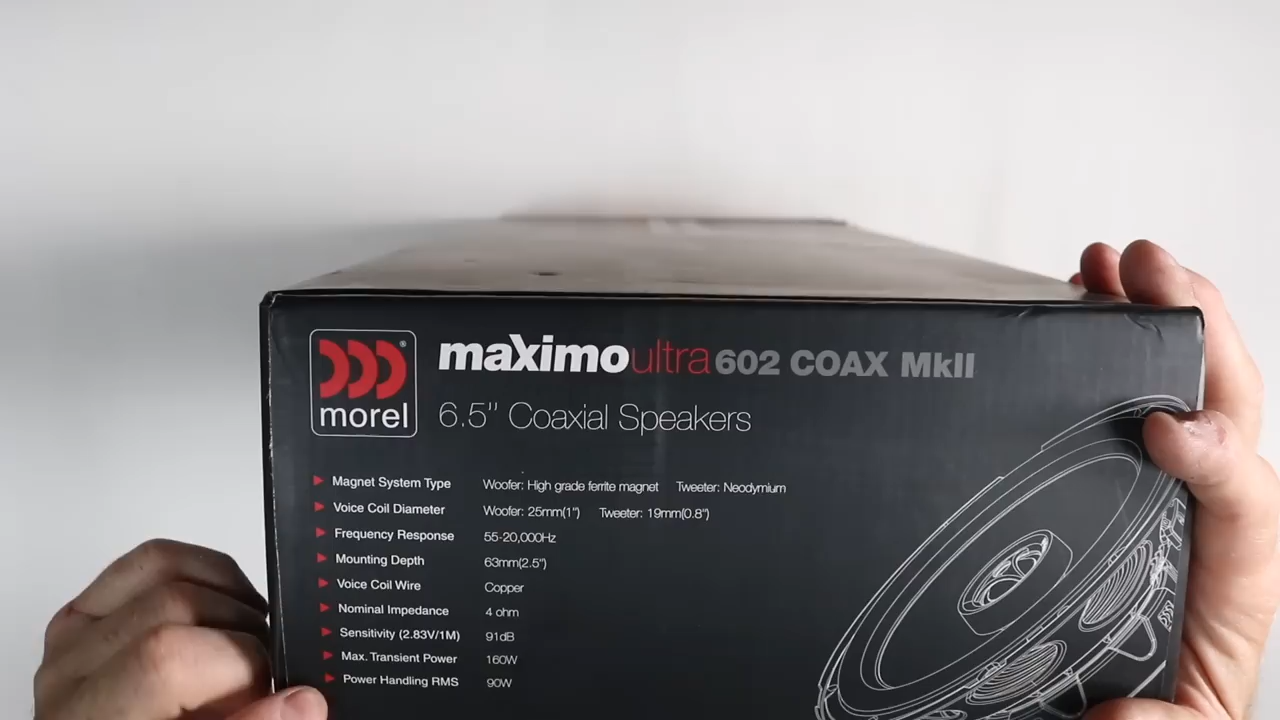 morel
®
maximo ultra 602 COAX MkII
6.5" Coaxial Speakers
Magnet System Type Woofer: High grade ferrite magnet Tweeter: Neodymium
Voice Coil Diameter Woofer: 25mm(1") Tweeter: 19mm(0.8")
Frequency Response 55-20,000Hz
Mounting Depth 63mm(2.5")
Voice Coil Wire Copper
Nominal Impedance 4 ohm
Sensitivity (2.83V/1M) 91dB
Max. Transient Power 160W
Power Handling RMS 90W